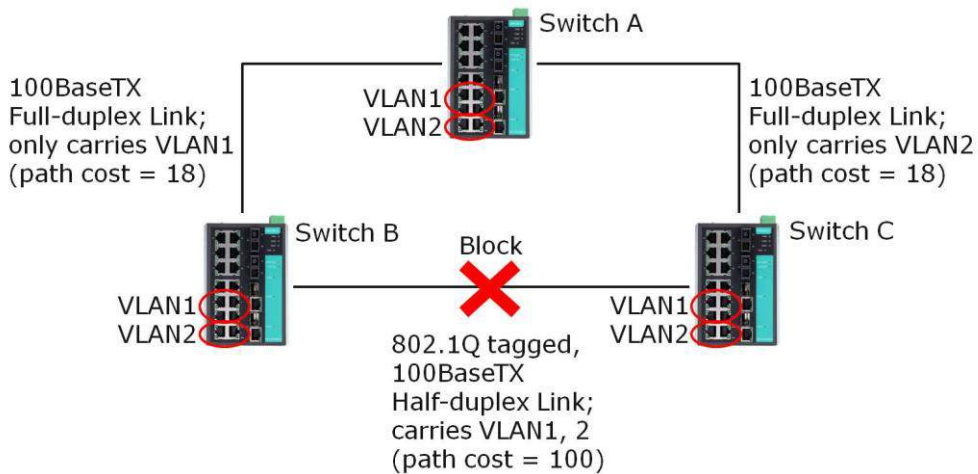 Switch A
100BaseTX
Full-duplex Link;
only carries VLAN1
(path cost = 18)
VLAN1
VLAN2
100BaseTX
Full-duplex Link;
only carries VLAN2
(path cost = 18)
Switch B
VLAN1
VLAN2
Block
Switch C
VLAN1
VLAN2
802.1Q tagged,
100BaseTX
Half-duplex Link;
carries VLAN1, 2
(path cost = 100)